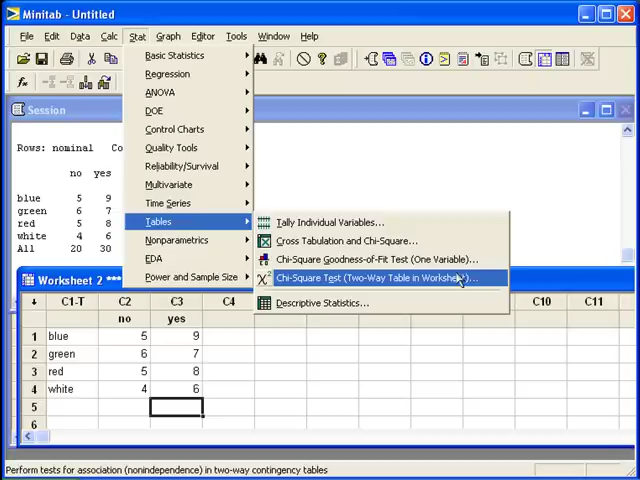 Minitab - Untitled
File Edit Data Calc Stat Graph Editor Tools Window Help
Basic Statistics
Regression
ANOVA
DOE
Control Charts
Quality Tools
Reliability/Survival
Multivariate
Time Series
Tables
Nonparametrics
EDA
Power and Sample Size
Tally Individual Variables...
Cross Tabulation and Chi-Square...
Chi-Square Goodness-of-Fit Test (One Variable)...
Chi-Square Test (Two-Way Table in Worksheet)...
Descriptive Statistics...
Session
Rows: nominal Co
no yes
blue 5 9
green 6 7
red 5 8
white 4 6
All 20 30
Worksheet 2 ***
C1-T C2 C3 C4 C10 C11
no yes
1 blue 5 9
2 green 6 7
3 red 5 8
4 white 4 6
5
6
7
Perform tests for association (nonindependence) in two-way contingency tables